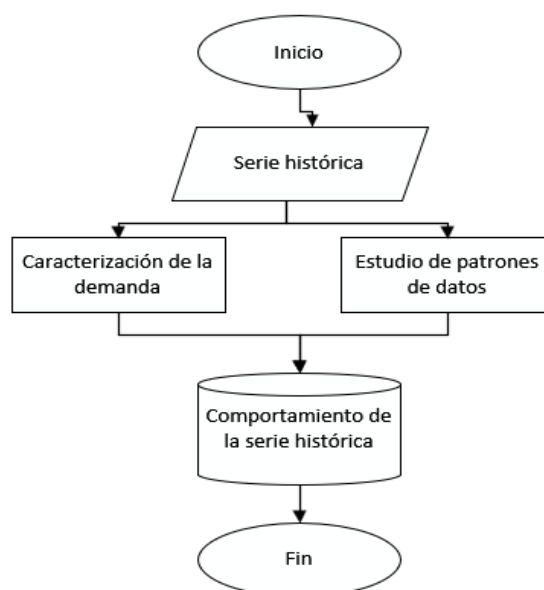 Inicio
Serie histórica
Caracterización de la
demanda
Estudio de patrones
de datos
Comportamiento de
la serie histórica
Fin